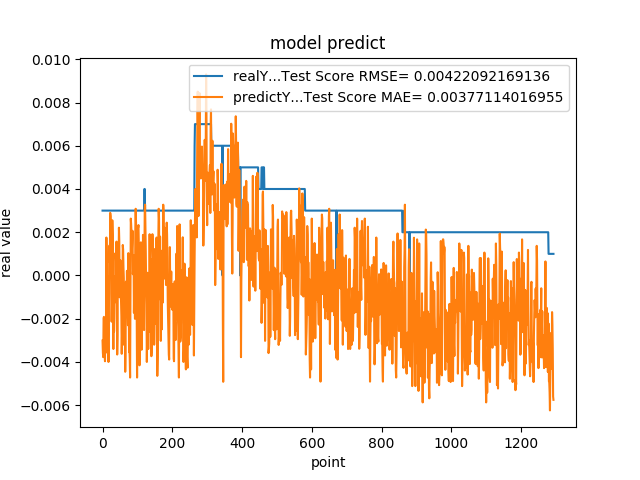 model predict
realY...Test Score RMSE= 0.00422092169136
predictY...Test Score MAE= 0.00377114016955
real value
0.010
0.008
0.006
0.004
0.002
0.000
−0.002
−0.004
−0.006
0 200 400 600 800 1000 1200
point